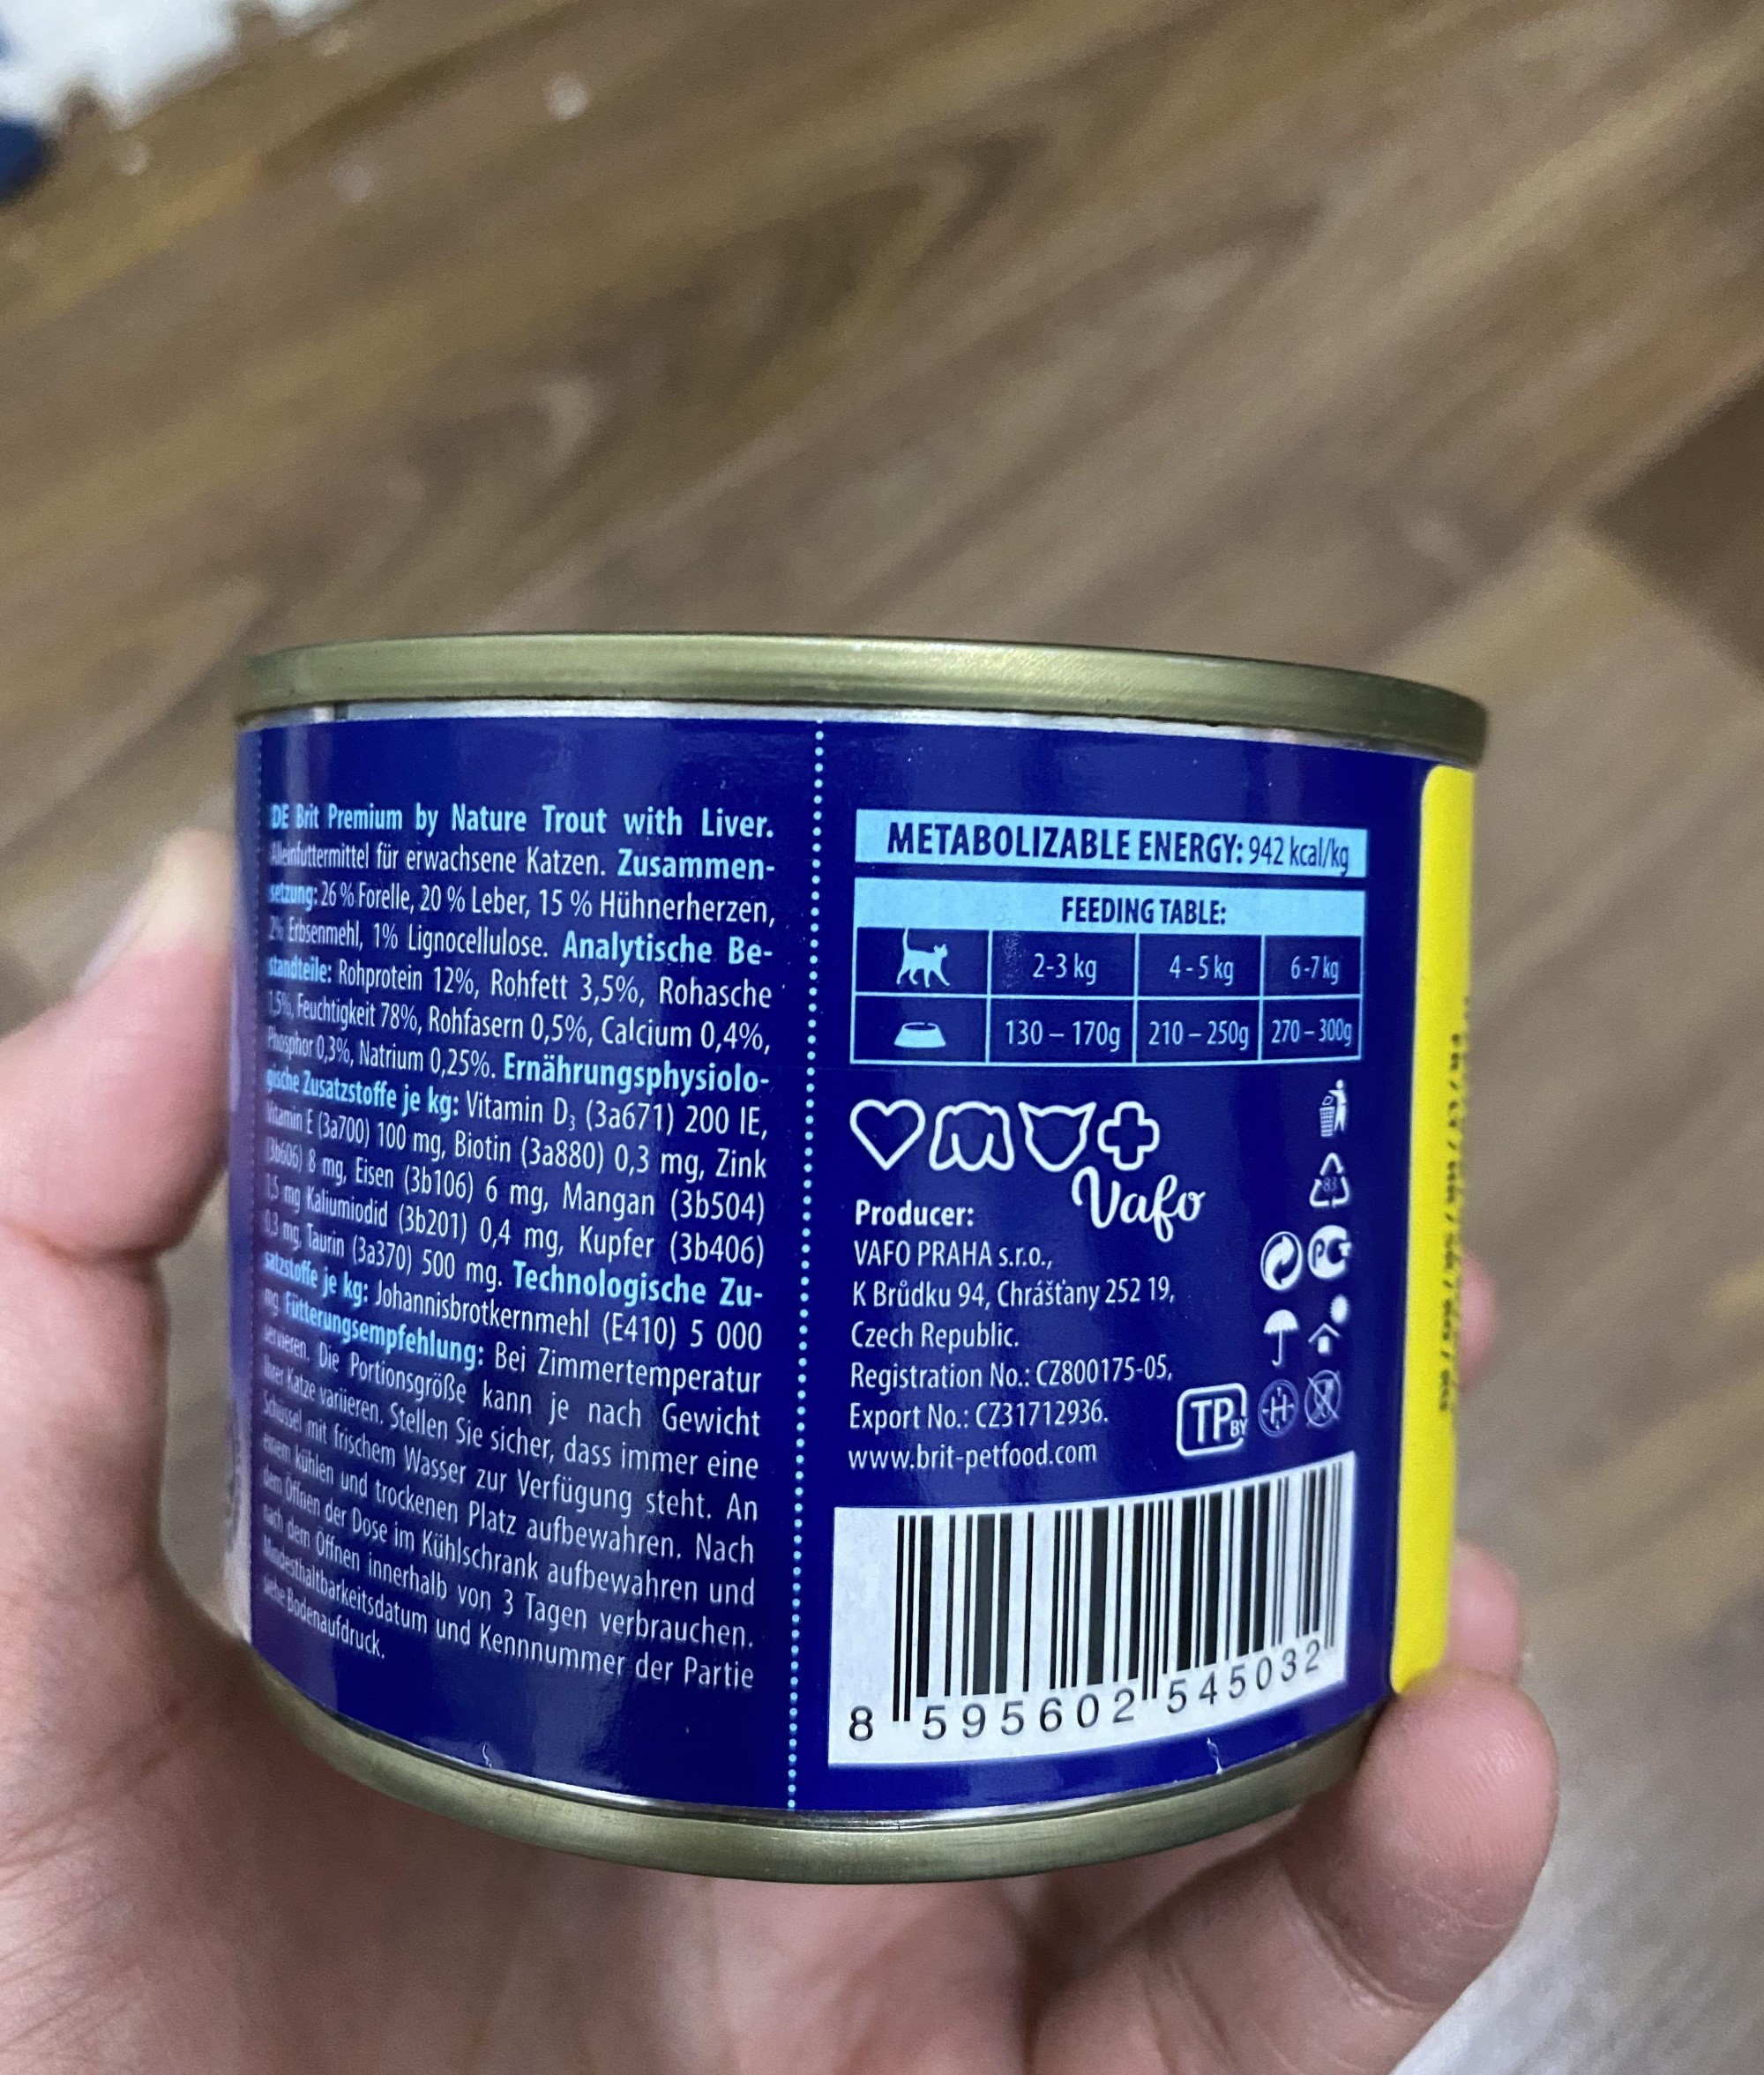 DE Brit Premium by Nature Trout with Liver.
Alleinfuttermittel für erwachsene Katzen. Zusammen-
setzung: 26 % Forelle, 20 % Leber, 15 % Hühnerherzen,
2% Erbsenmehl, 1% Lignocellulose. Analytische Be-
standteile: Rohprotein 12%, Rohfett 3,5%, Rohasche
1,5%, Feuchtigkeit 78%, Rohfasern 0,5%, Calcium 0,4%,
Phosphor 0,3%, Natrium 0,25%. Ernährungsphysiolo-
gische Zusatzstoffe je kg: Vitamin D₃ (3a671) 200 IE,
Vitamin E (3a700) 100 mg, Biotin (3a880) 0,3 mg, Zink
(3b606) 8 mg, Eisen (3b106) 6 mg, Mangan (3b504)
1,5 mg Kaliumiodid (3b201) 0,4 mg, Kupfer (3b406)
0,3 mg, Taurin (3a370) 500 mg. Technologische Zu-
satzstoffe je kg: Johannisbrotkernmehl (E410) 5 000
mg. Fütterungsempfehlung: Bei Zimmertemperatur
servieren. Die Portionsgröße kann je nach Gewicht
Ihrer Katze variieren. Stellen Sie sicher, dass immer eine
Schüssel mit frischem Wasser zur Verfügung steht. An
einem kühlen und trockenen Platz aufbewahren. Nach
dem Öffnen der Dose im Kühlschrank aufbewahren und
nach dem Öffnen innerhalb von 3 Tagen verbrauchen.
Mindesthaltbarkeitsdatum und Kennnummer der Partie
siehe Bodenaufdruck.
METABOLIZABLE ENERGY: 942 kcal/kg
FEEDING TABLE:
2-3 kg 4 - 5 kg 6 -7 kg
130 – 170g 210 – 250g 270 – 300g
Vafo
Producer:
VAFO PRAHA s.r.o.,
K Brůdku 94, Chrášťany 252 19,
Czech Republic.
Registration No.: CZ800175-05,
Export No.: CZ31712936.
www.brit-petfood.com
TP BY
8 595602 545032